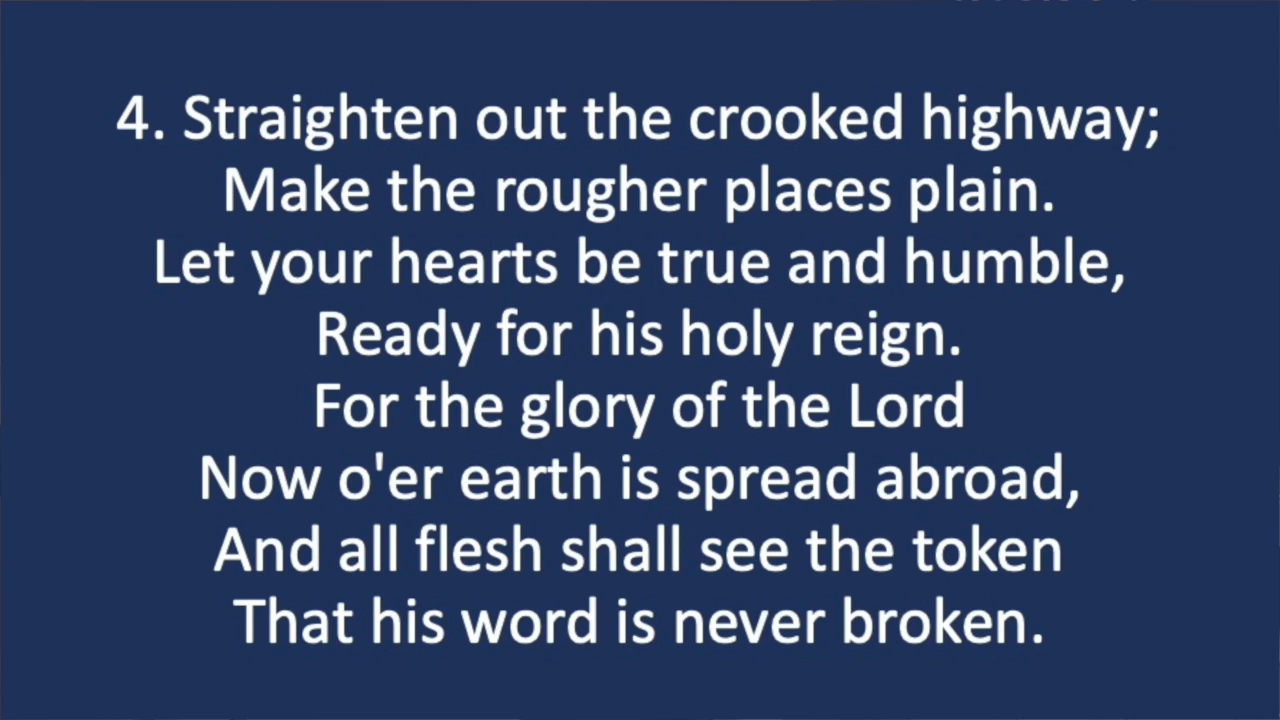 4. Straighten out the crooked highway;
Make the rougher places plain.
Let your hearts be true and humble,
Ready for his holy reign.
For the glory of the Lord
Now o'er earth is spread abroad,
And all flesh shall see the token
That his word is never broken.